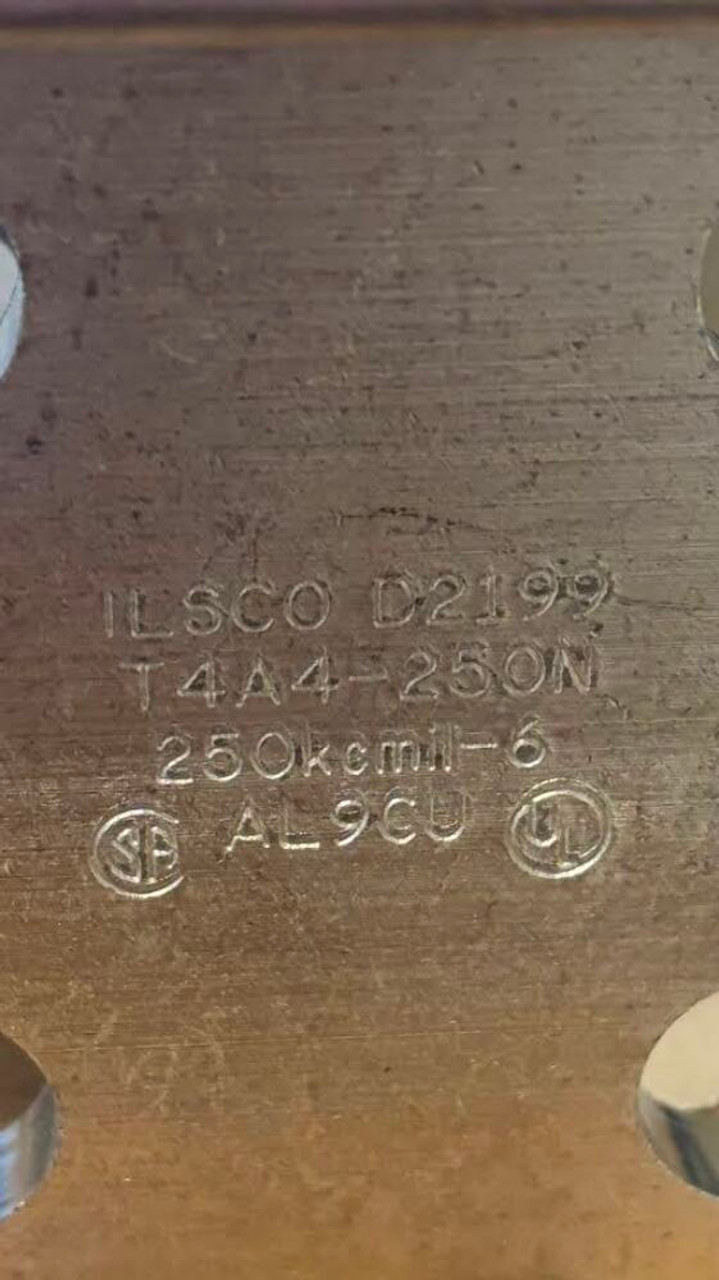 ILSCO D2199
T4A4-250N
250kcmil-6
SA AL9CU UL